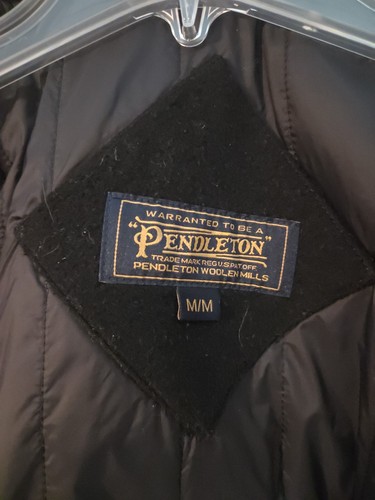 WARRANTED TO BE A
"PENDLETON"
TRADE MARK REG U.S. PAT. OFF.
PENDLETON WOOLEN MILLS
M/M